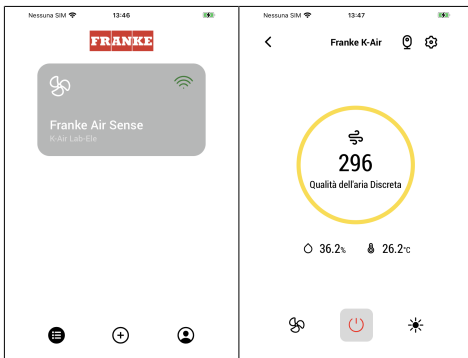 Nessuna SIM 13:46
FRANKE
Franke Air Sense
K-Air Lab-Ele
Nessuna SIM 13:47
Franke K-Air
296
Qualità dell'aria Discreta
36.2% 26.2°C